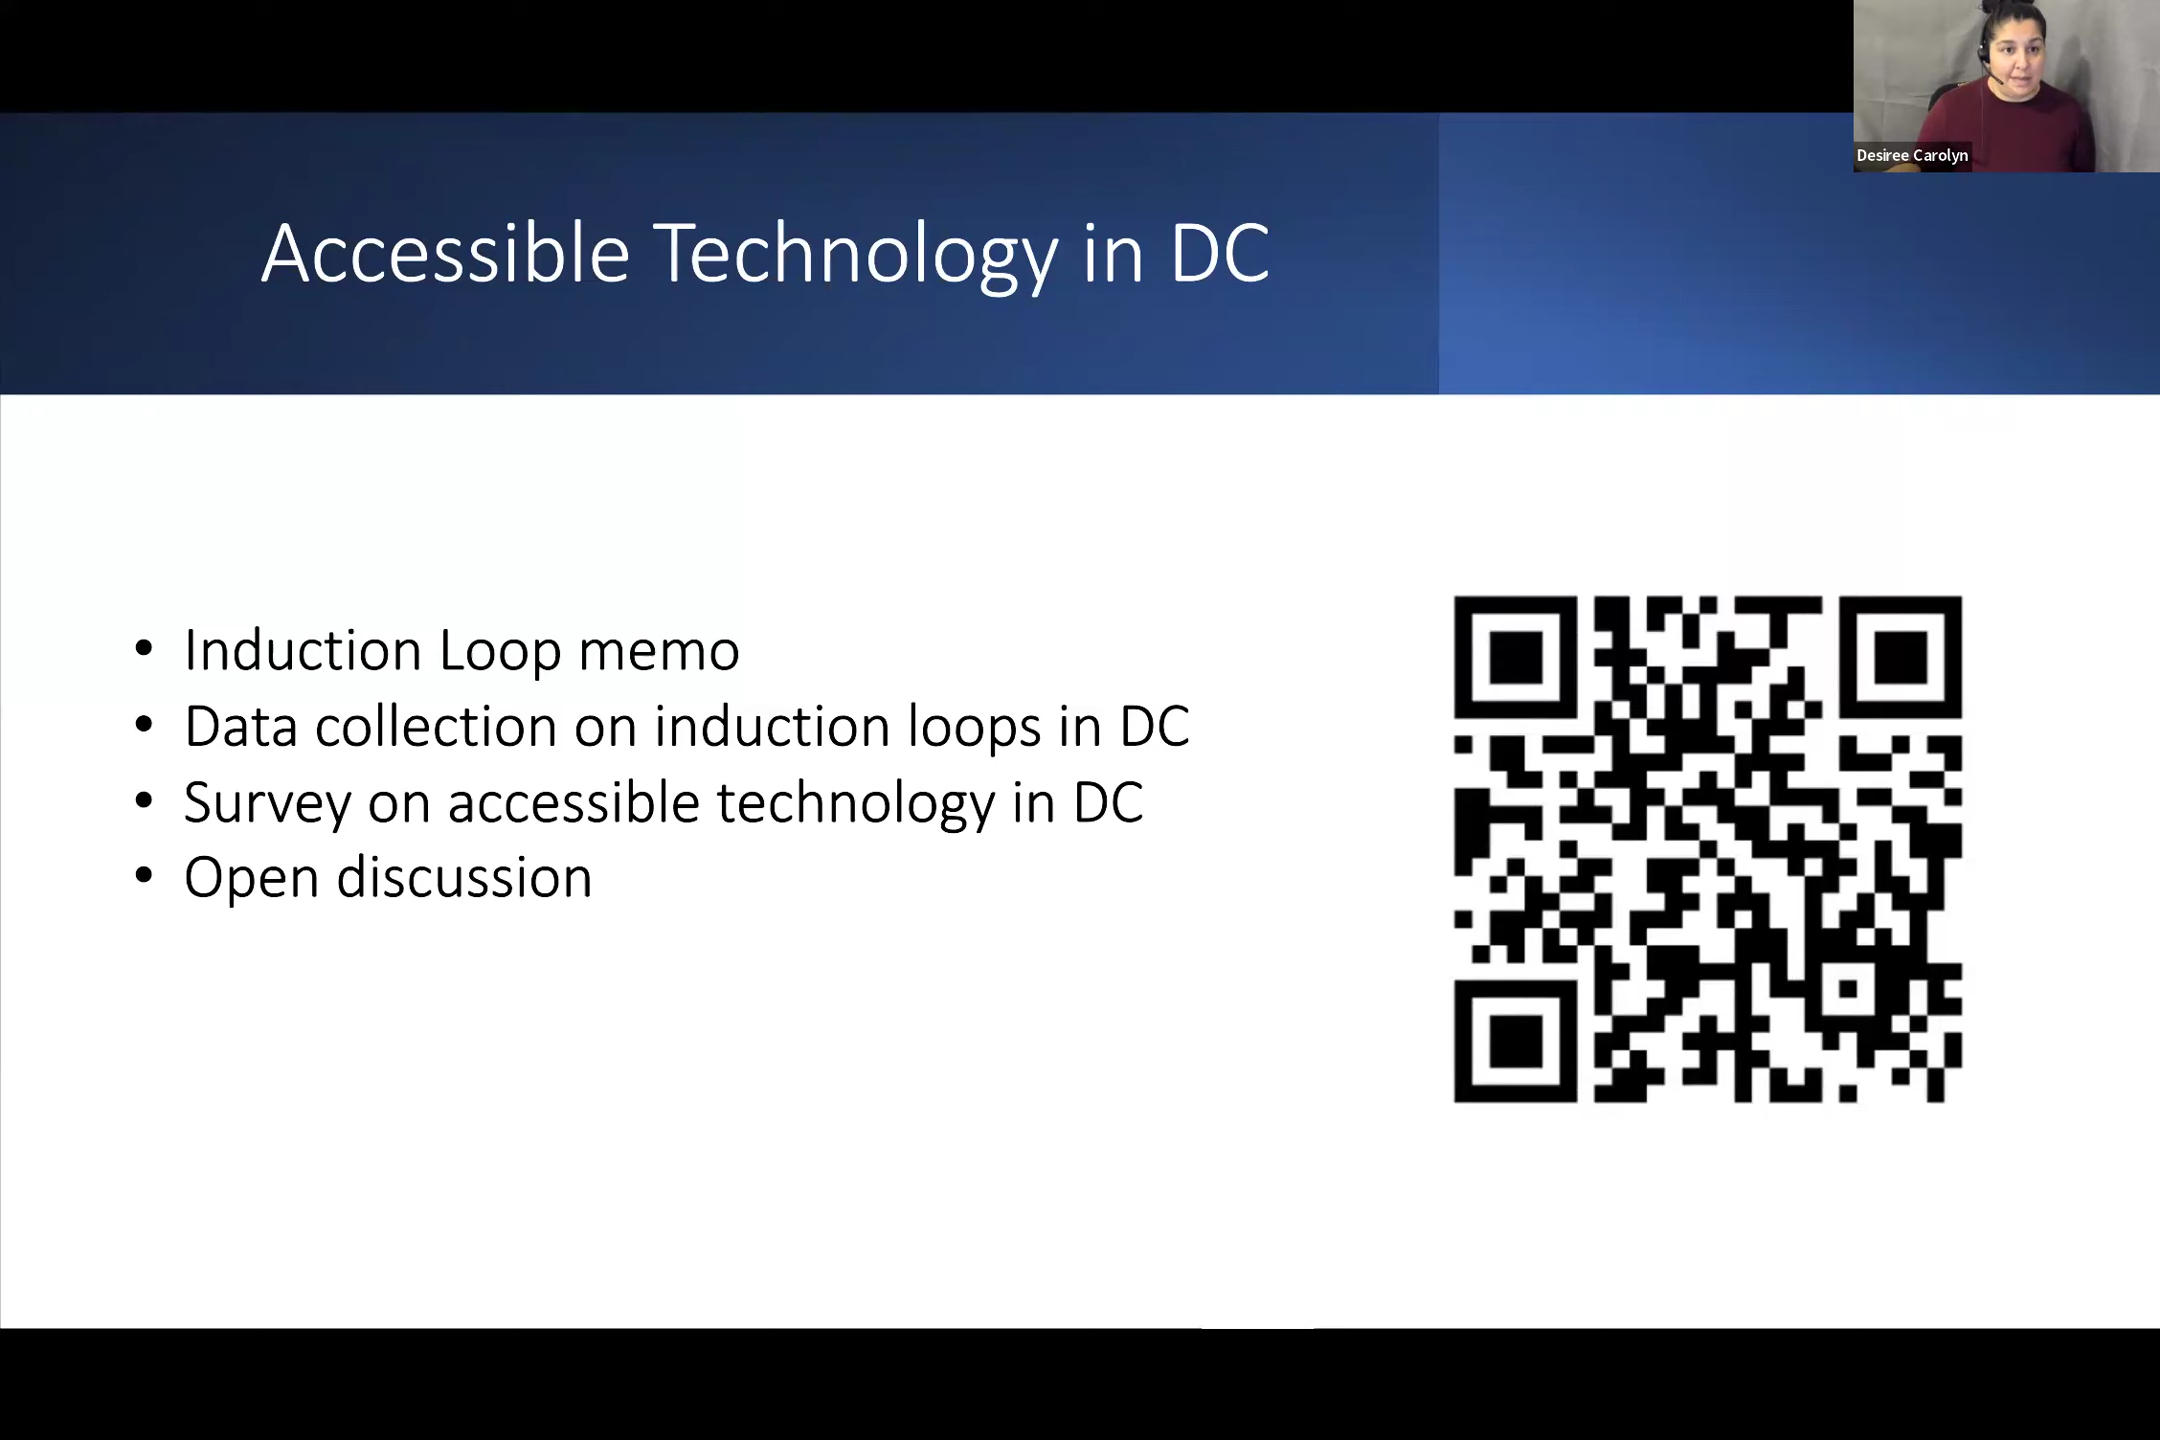 Desiree Carolyn
Accessible Technology in DC
• Induction Loop memo
• Data collection on induction loops in DC
• Survey on accessible technology in DC
• Open discussion